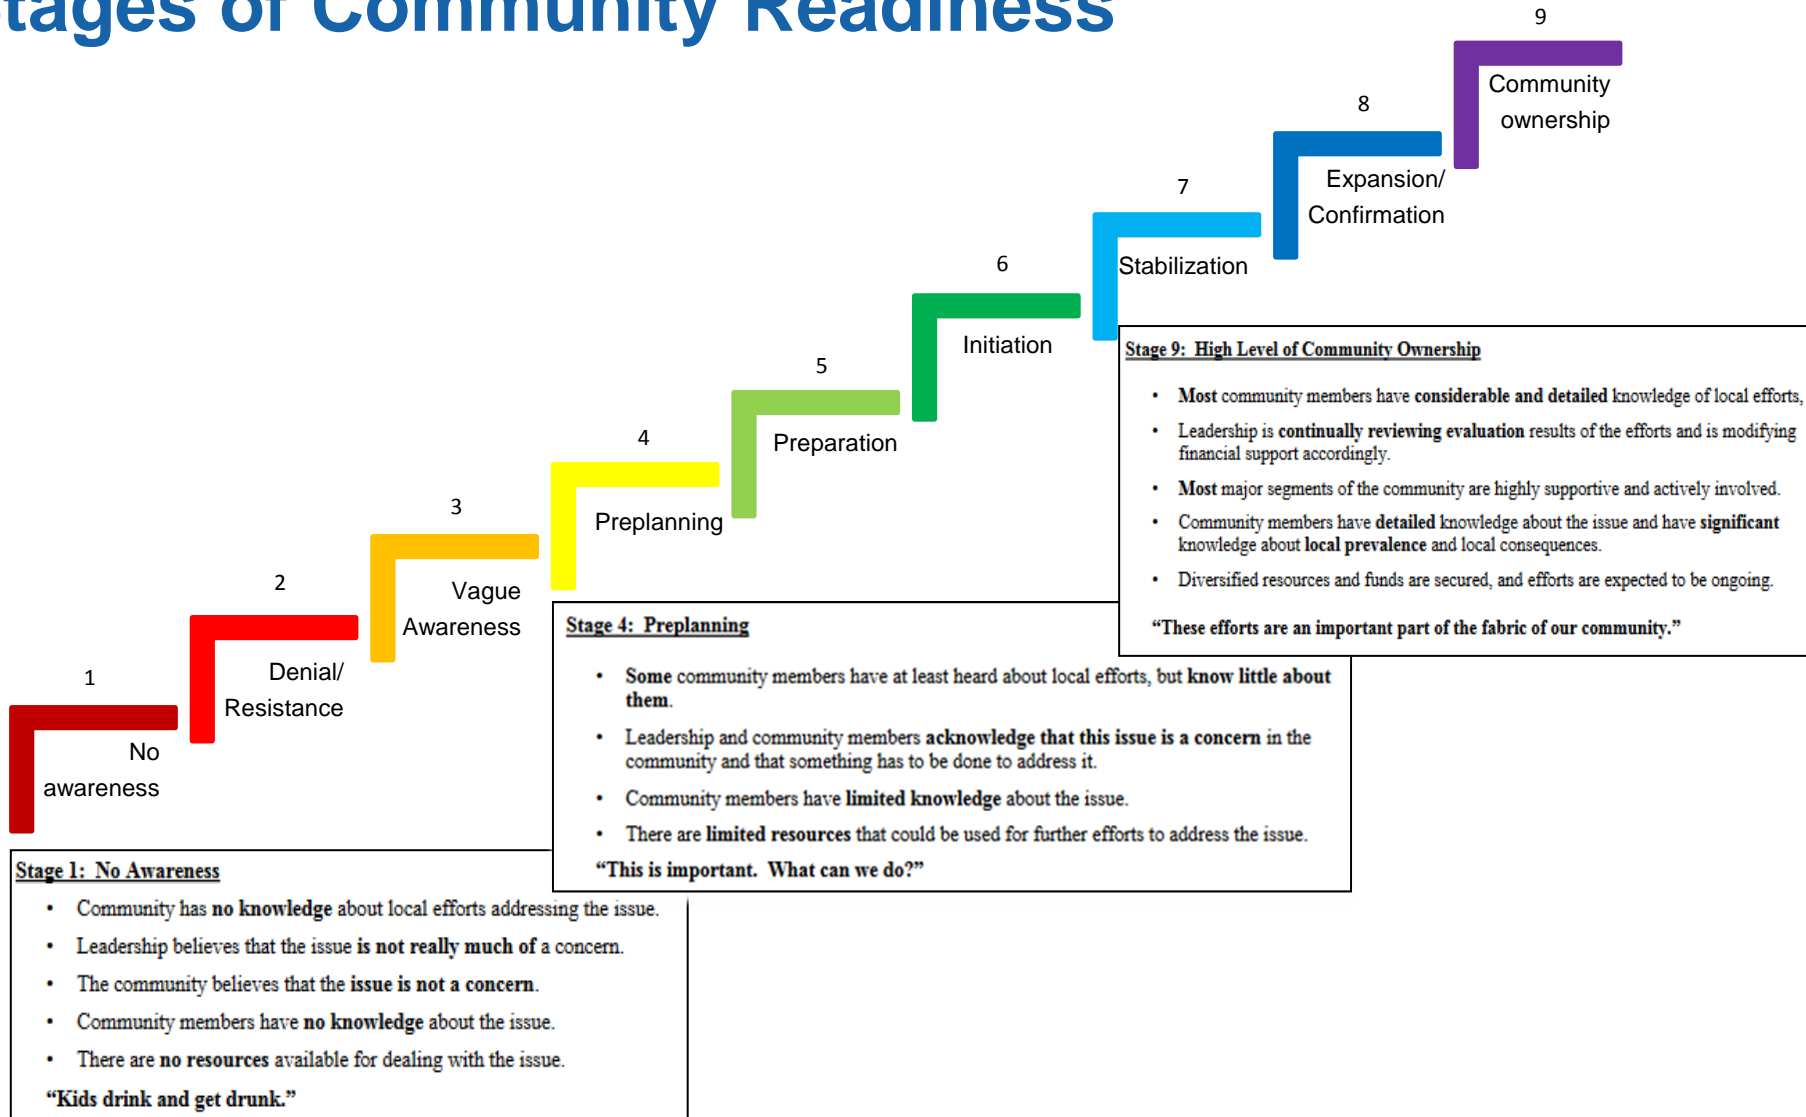 tages of Community Readiness
9
Community
ownership
8
Expansion/
Confirmation
7
Stabilization
6
Initiation
5
Preparation
4
Preplanning
3
Vague
Awareness
2
Denial/
Resistance
1
No
awareness
Stage 9: High Level of Community Ownership
• Most community members have considerable and detailed knowledge of local efforts,
• Leadership is continually reviewing evaluation results of the efforts and is modifying
financial support accordingly.
• Most major segments of the community are highly supportive and actively involved.
• Community members have detailed knowledge about the issue and have significant
knowledge about local prevalence and local consequences.
• Diversified resources and funds are secured, and efforts are expected to be ongoing.
“These efforts are an important part of the fabric of our community.”
Stage 4: Preplanning
• Some community members have at least heard about local efforts, but know little about
them.
• Leadership and community members acknowledge that this issue is a concern in the
community and that something has to be done to address it.
• Community members have limited knowledge about the issue.
• There are limited resources that could be used for further efforts to address the issue.
“This is important. What can we do?”
Stage 1: No Awareness
• Community has no knowledge about local efforts addressing the issue.
• Leadership believes that the issue is not really much of a concern.
• The community believes that the issue is not a concern.
• Community members have no knowledge about the issue.
• There are no resources available for dealing with the issue.
“Kids drink and get drunk.”